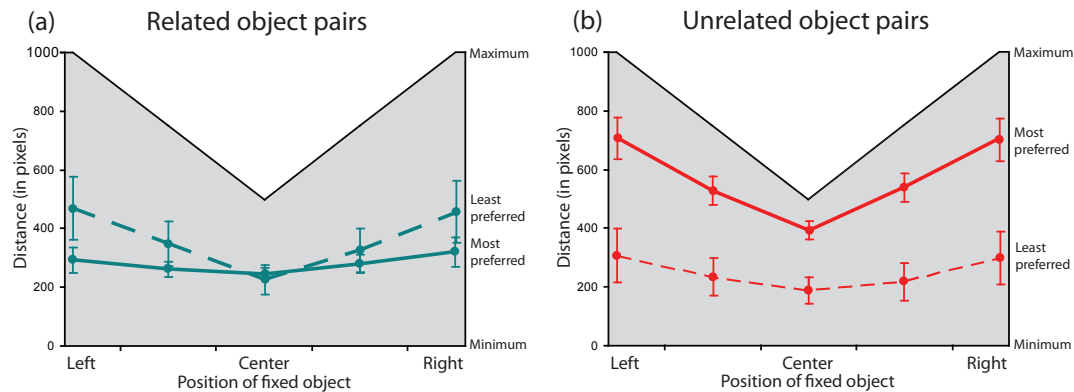 (a) Related object pairs
1000
800
600
400
200
0
Distance (in pixels)
Maximum
Least
preferred
Most
preferred
Minimum
Left
Center
Right
Position of fixed object
(b) Unrelated object pairs
1000
800
600
400
200
0
Distance (in pixels)
Maximum
Most
preferred
Least
preferred
Minimum
Left
Center
Right
Position of fixed object